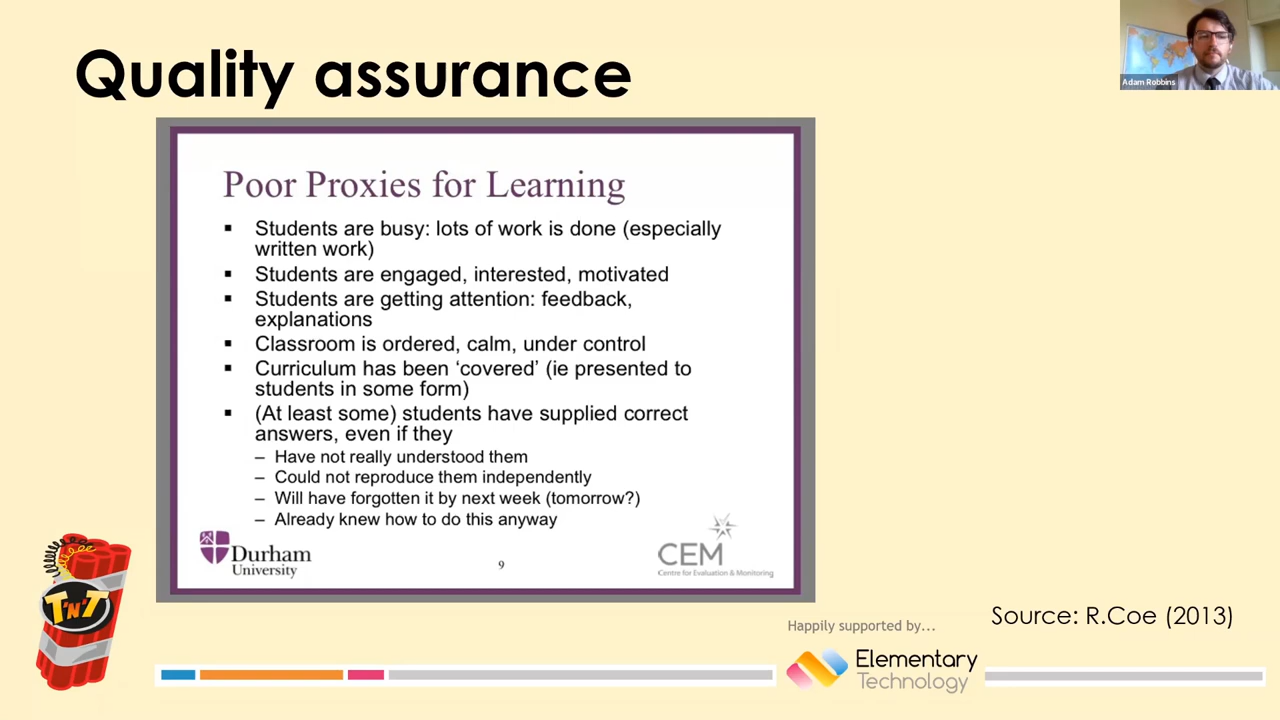 Quality assurance
Adam Robbins
Poor Proxies for Learning
▪ Students are busy: lots of work is done (especially
written work)
▪ Students are engaged, interested, motivated
▪ Students are getting attention: feedback,
explanations
▪ Classroom is ordered, calm, under control
▪ Curriculum has been ‘covered’ (ie presented to
students in some form)
▪ (At least some) students have supplied correct
answers, even if they
– Have not really understood them
– Could not reproduce them independently
– Will have forgotten it by next week (tomorrow?)
– Already knew how to do this anyway
Durham
University
9
CEM
Centre for Evaluation & Monitoring
T'N'T
Source: R.Coe (2013)
Happily supported by...
Elementary
Technology